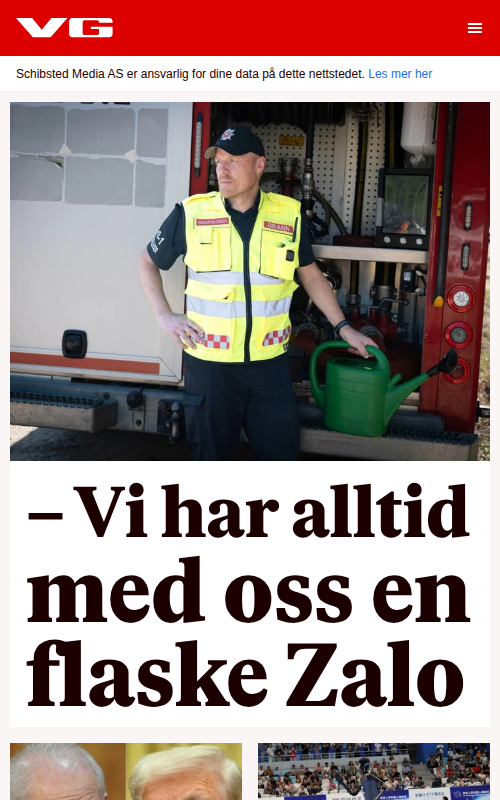 VG
Schibsted Media AS er ansvarlig for dine data på dette nettstedet. Les mer her
BRANN
– Vi har alltid
med oss en
flaske Zalo